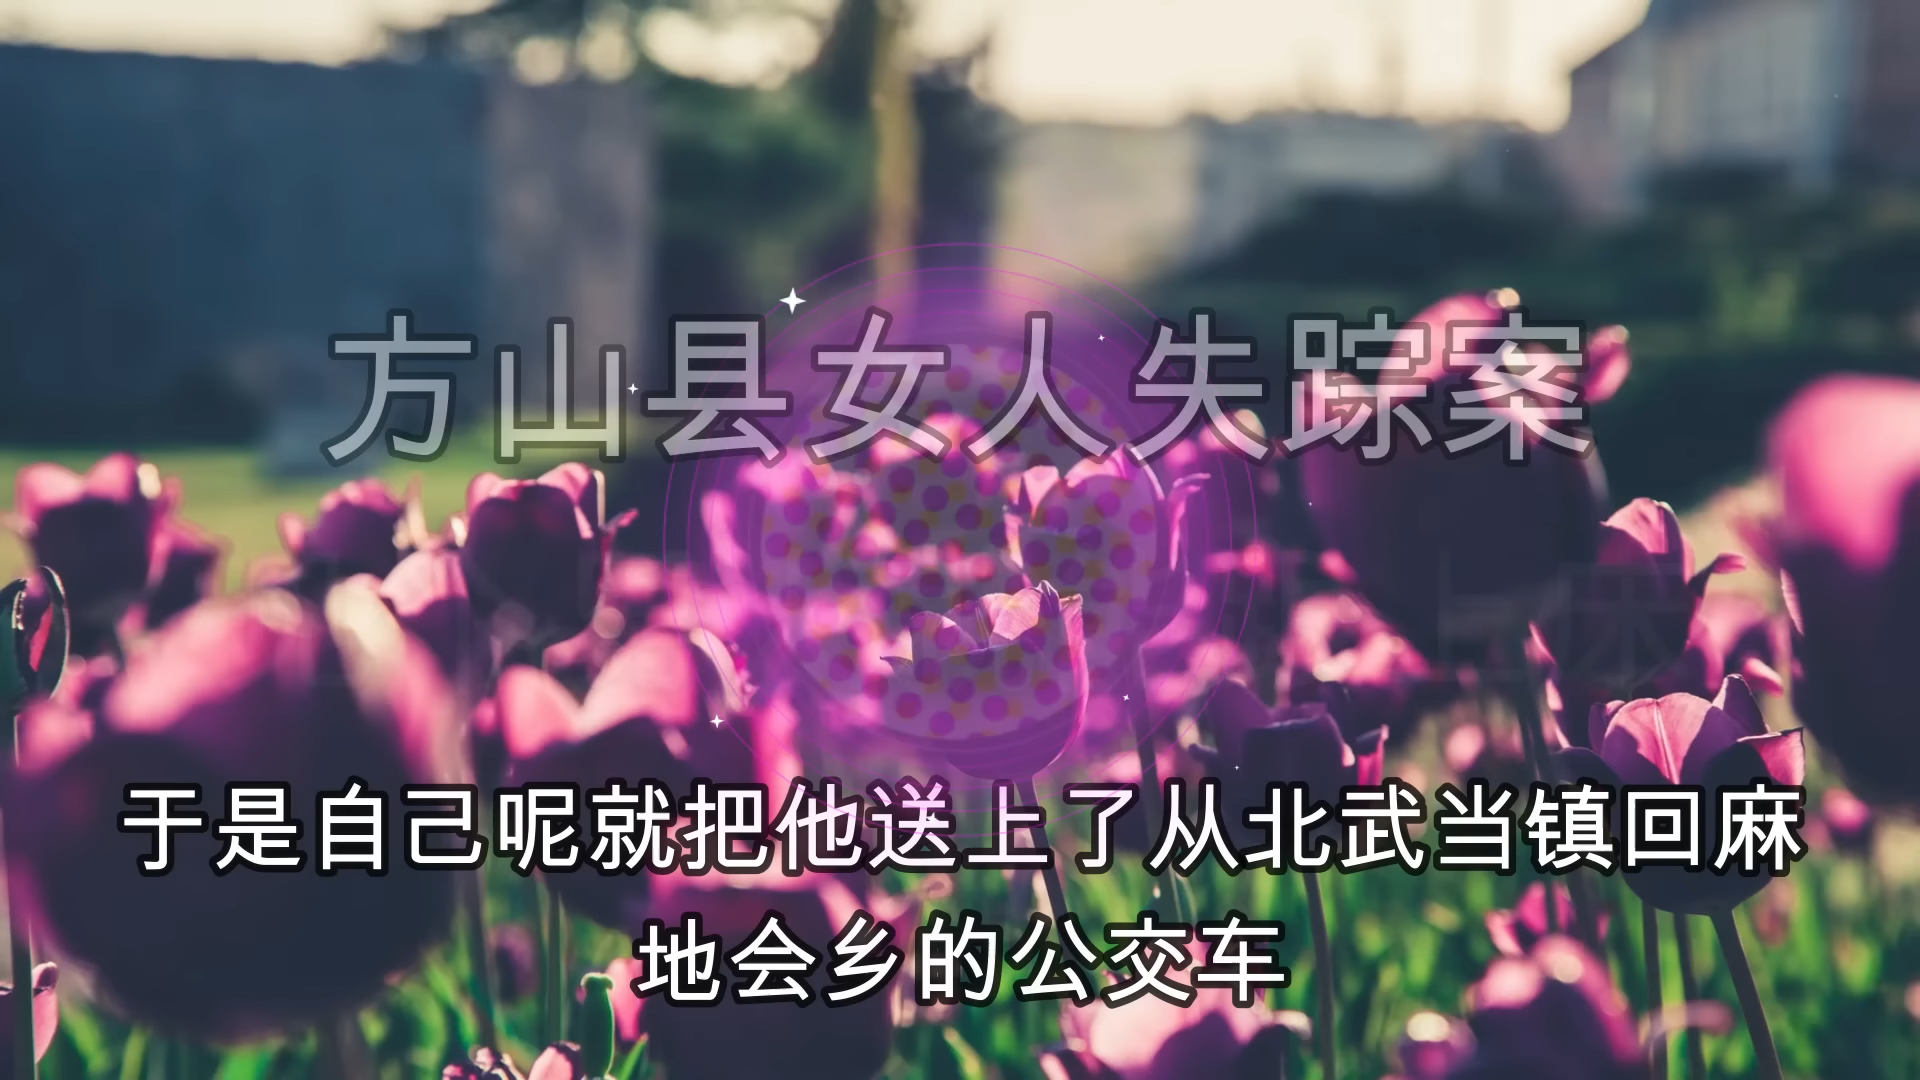 方山县女人失踪案
于是自己呢就把他送上了从北武当镇回麻
地会乡的公交车